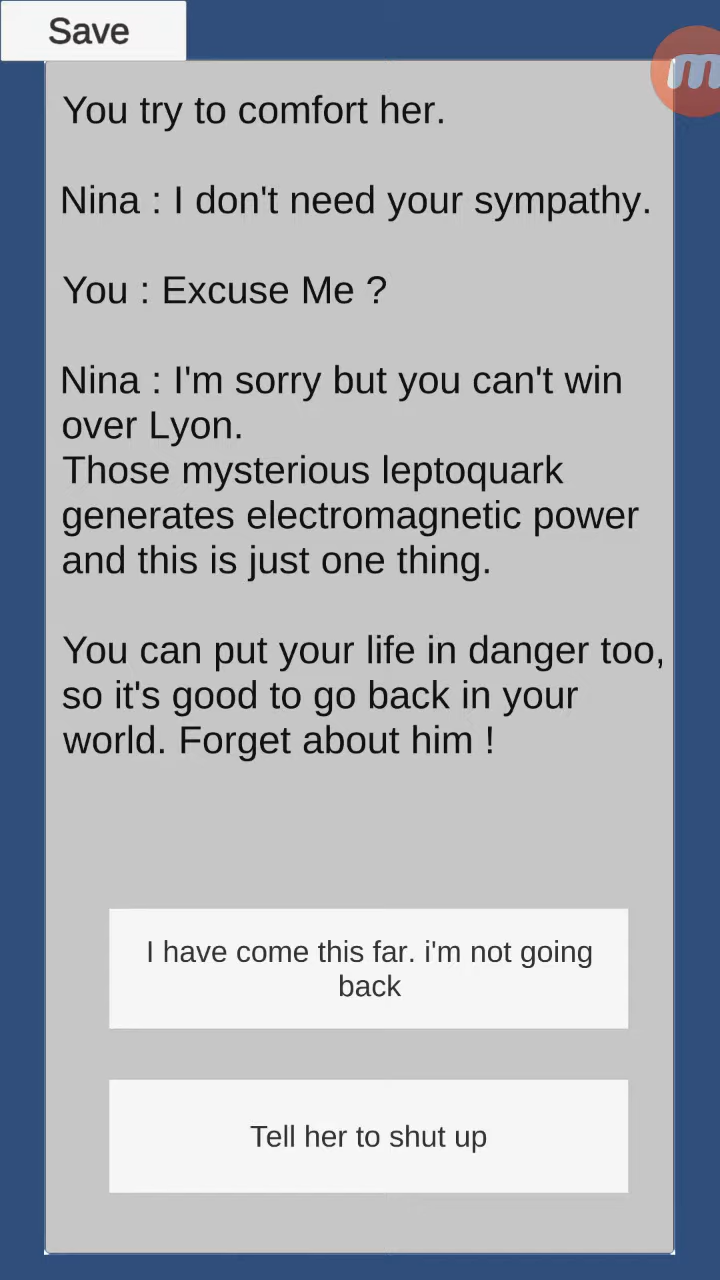 Save
You try to comfort her.
Nina : I don't need your sympathy.
You : Excuse Me ?
Nina : I'm sorry but you can't win
over Lyon.
Those mysterious leptoquark
generates electromagnetic power
and this is just one thing.
You can put your life in danger too,
so it's good to go back in your
world. Forget about him !
I have come this far. i'm not going
back
Tell her to shut up